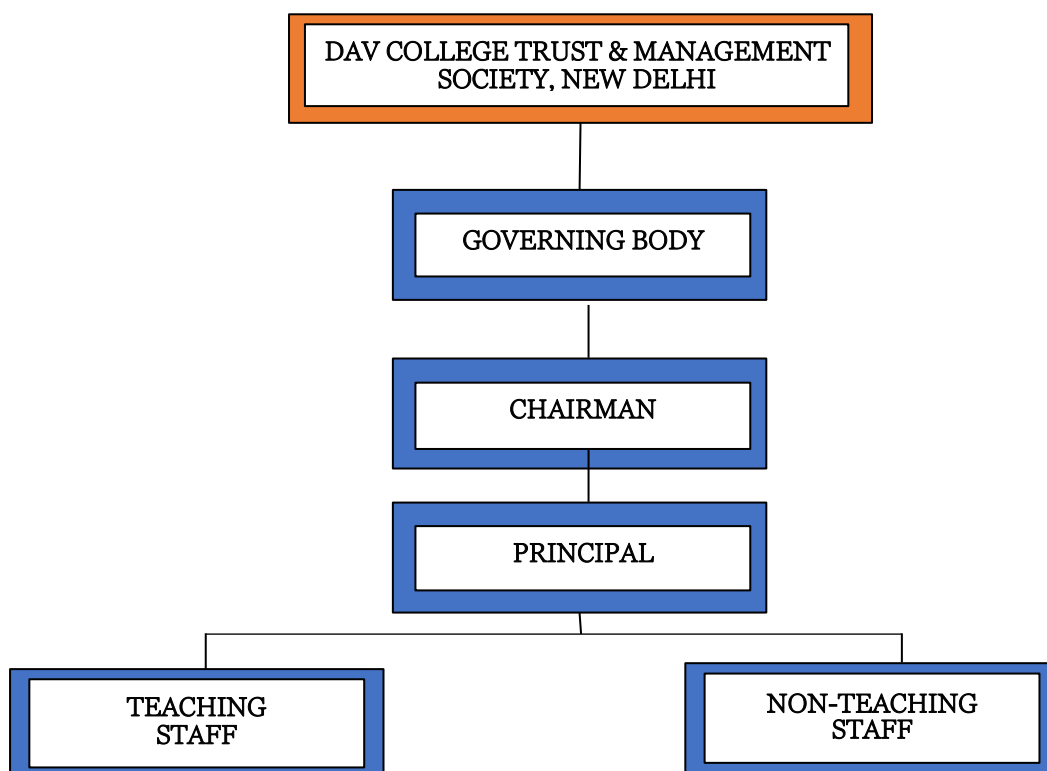 DAV COLLEGE TRUST & MANAGEMENT
SOCIETY, NEW DELHI
GOVERNING BODY
CHAIRMAN
PRINCIPAL
TEACHING
STAFF
NON-TEACHING
STAFF